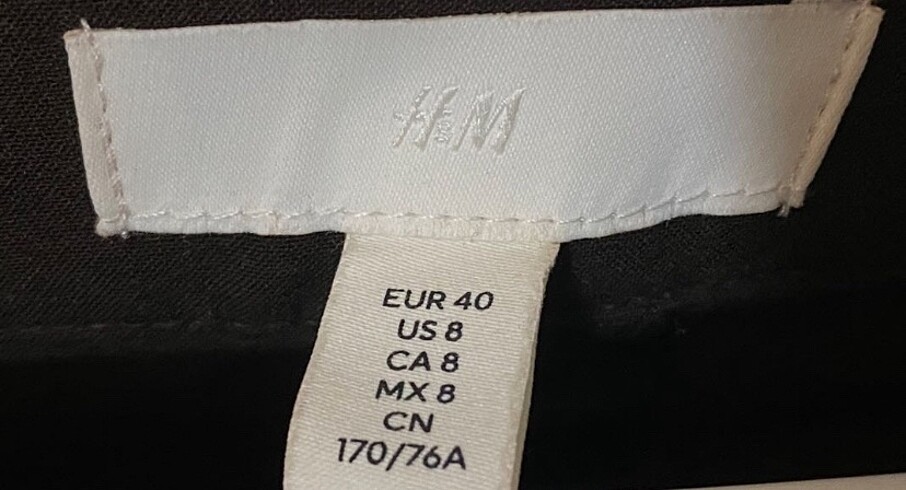 H&M
EUR 40
US 8
CA 8
MX 8
CN
170/76A